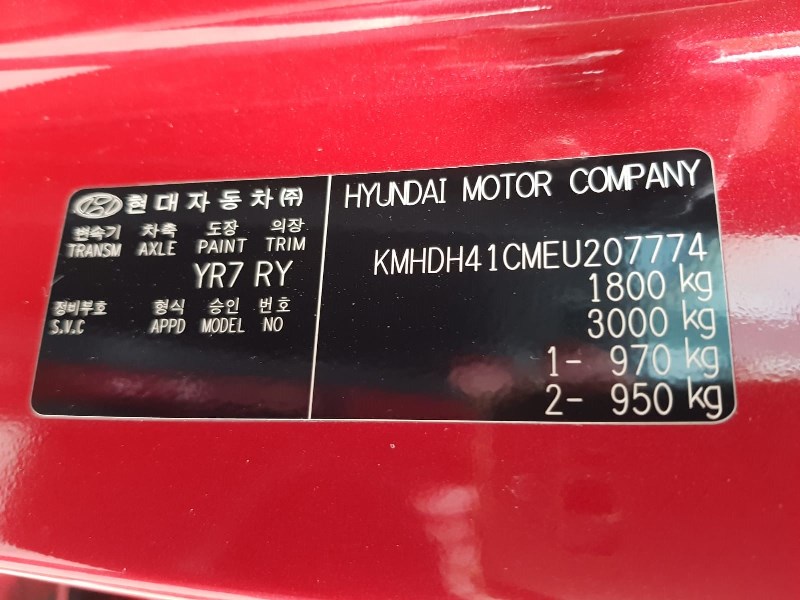 현대자동차㈜
변속기 차축 도장 의장
TRANSM AXLE PAINT TRIM
YR7 RY
정비부호 형식 승인 번호
S.V.C APPD MODEL NO
HYUNDAI MOTOR COMPANY
KMHDH41CMEU207774
1800 kg
3000 kg
1- 970 kg
2- 950 kg